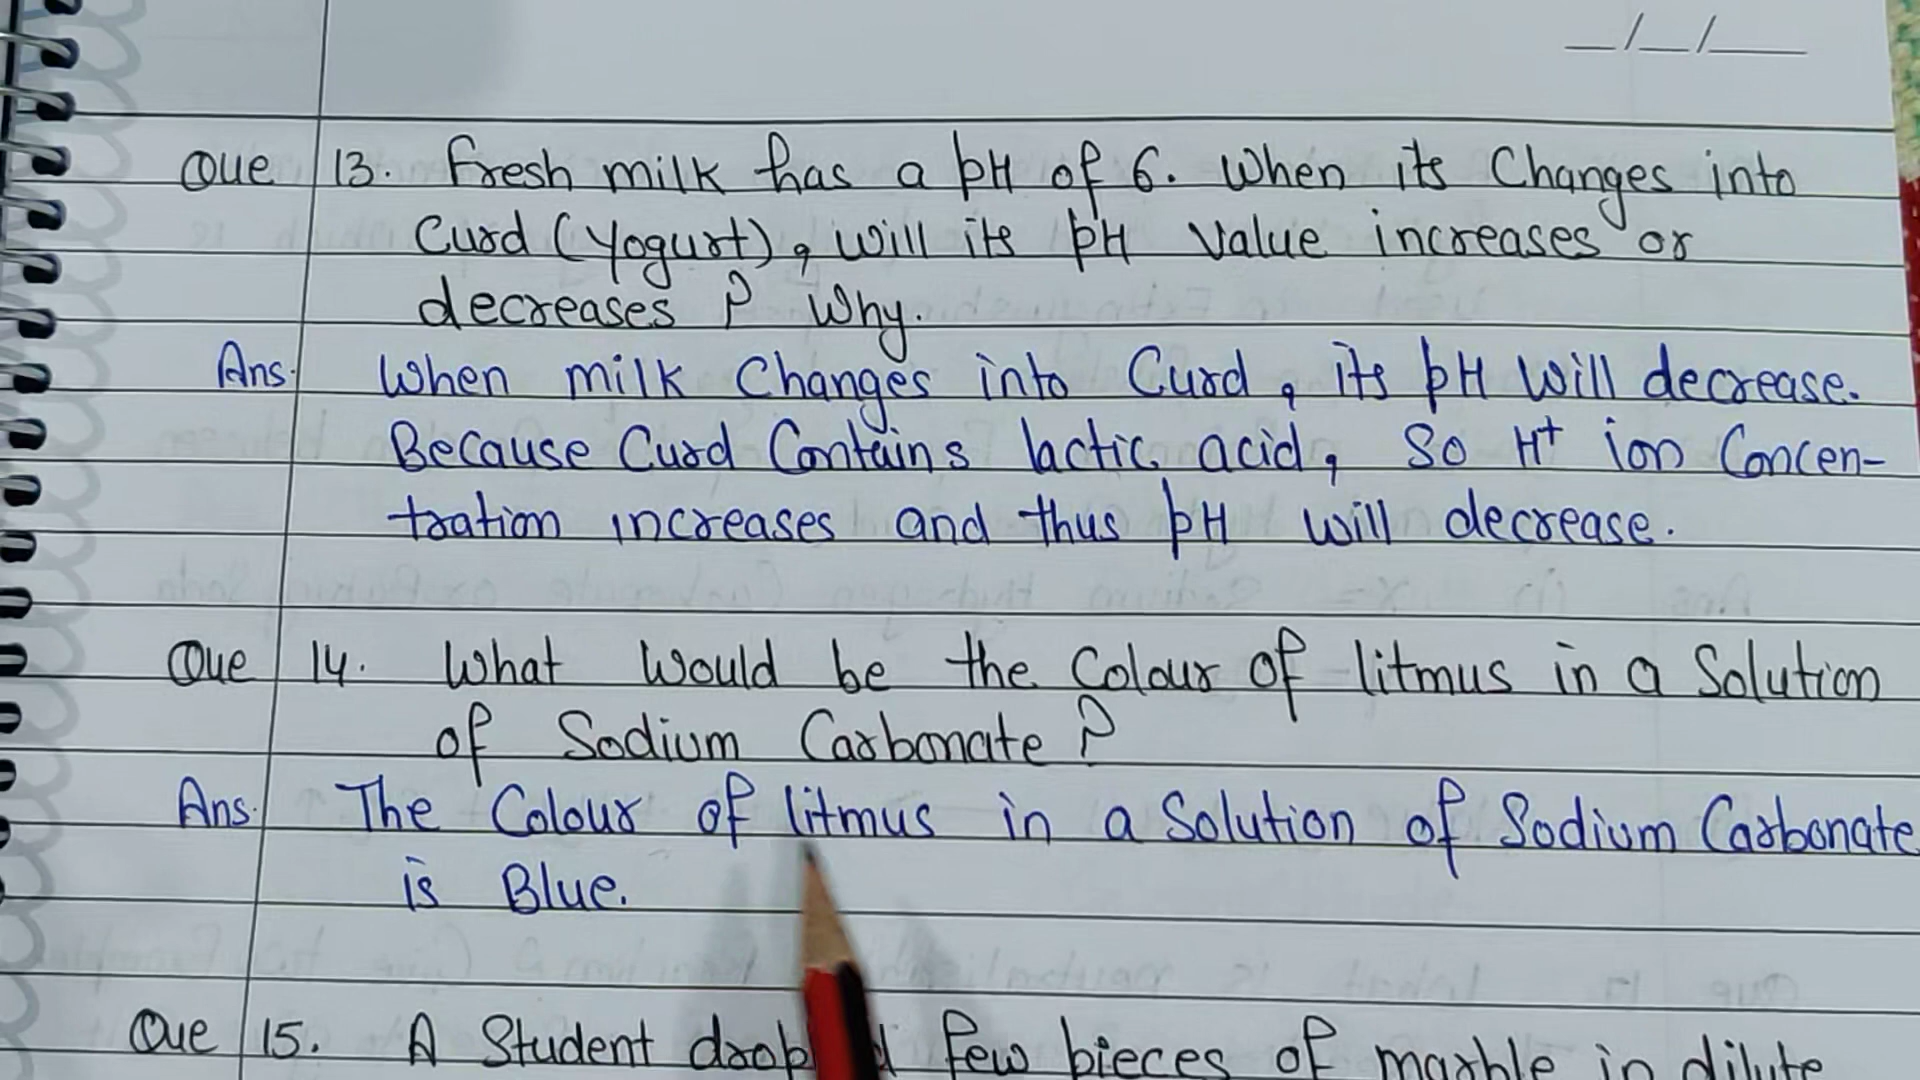 _/_/_
Que 13. Fresh milk has a pH of 6. When its Changes into
Curd (Yogurt), will its pH Value increases or
decreases ? Why.
Ans. When milk Changes into Curd, its pH will decrease.
Because Curd Contains lactic acid, So H⁺ ion Concen-
tration increases and thus pH will decrease.
Que 14. What would be the Colour of litmus in a Solution
of Sodium Carbonate ?
Ans. The Colour of litmus in a Solution of Sodium Carbonate
is Blue.
Que 15. A Student few pieces of marble in dilute